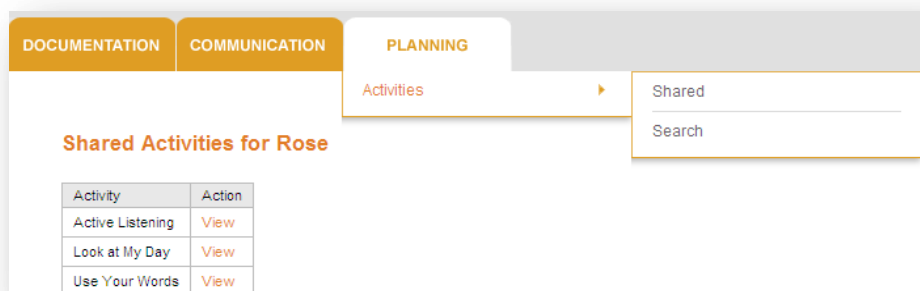 DOCUMENTATION COMMUNICATION PLANNING
Activities
Shared
Search
Shared Activities for Rose
Activity Action
Active Listening View
Look at My Day View
Use Your Words View